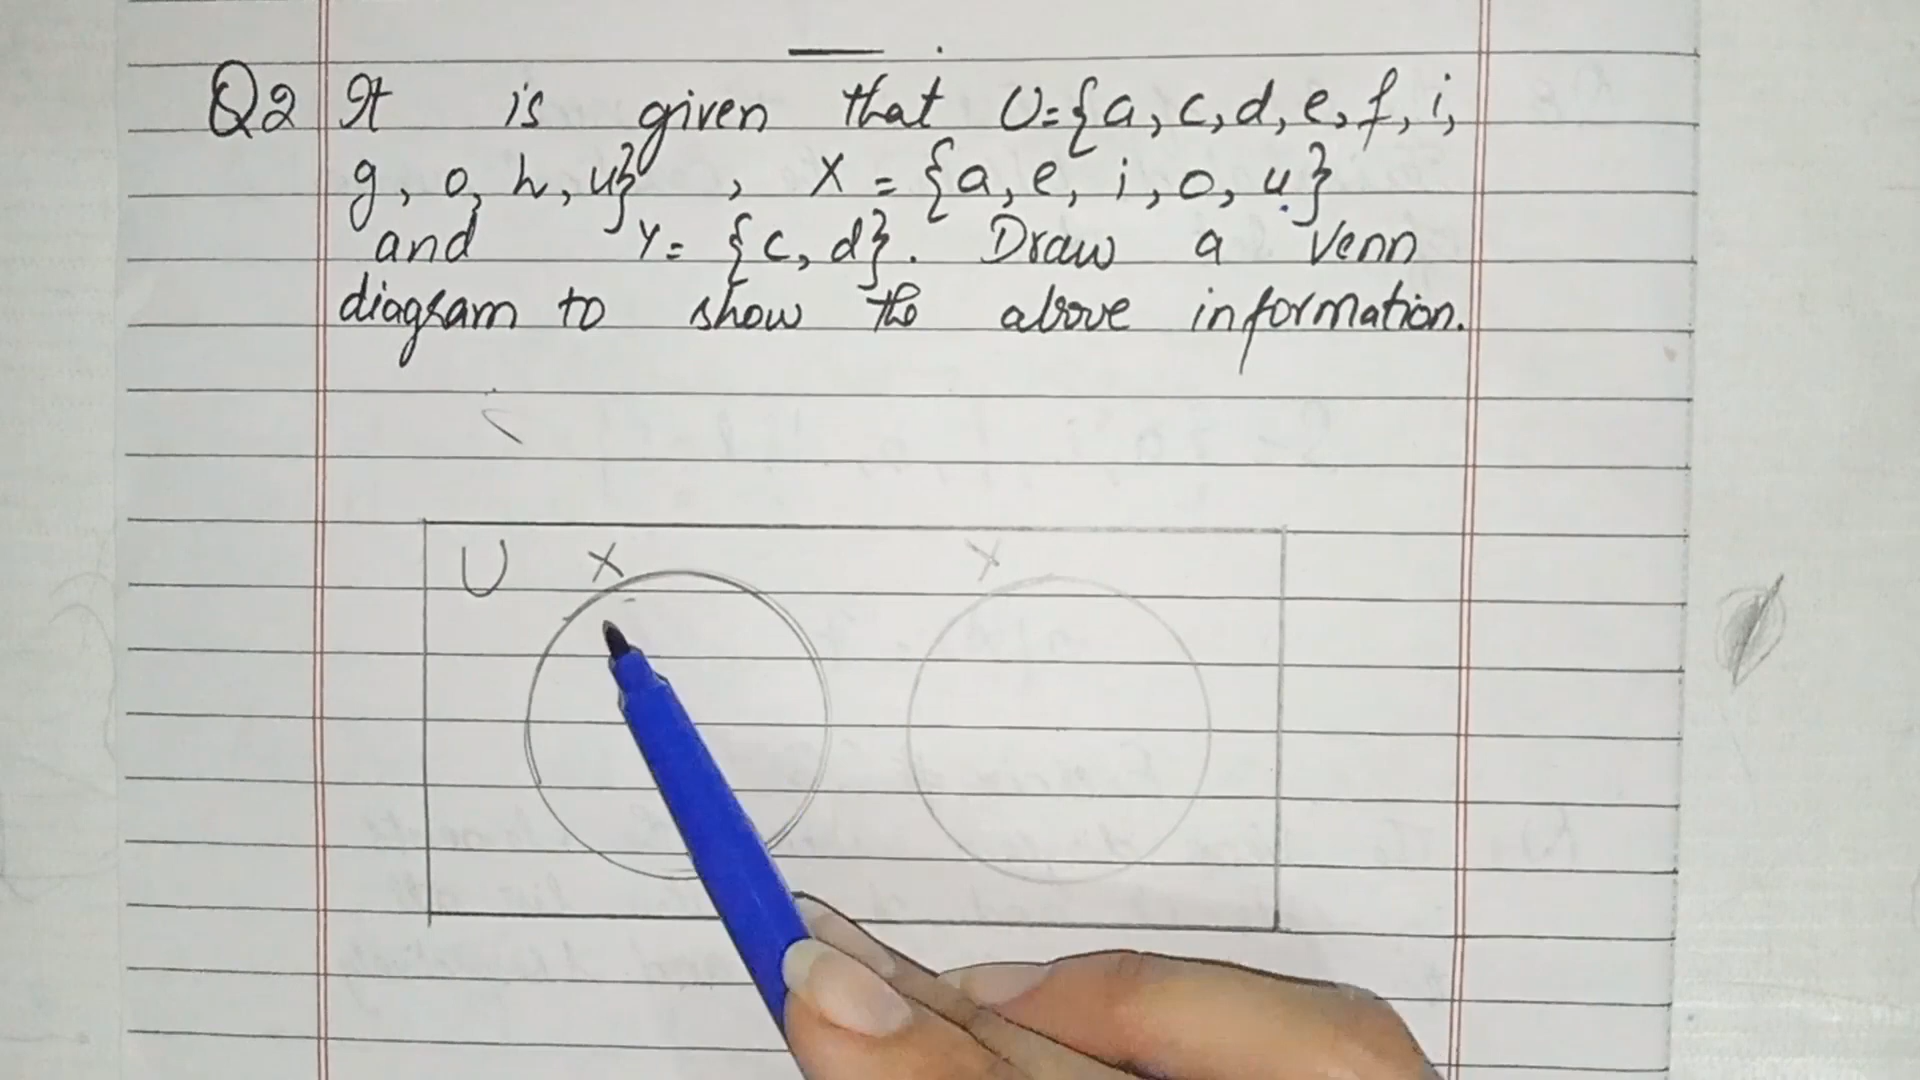 Q2 It is given that U={a, c, d, e, f, i,
g, o, h, u} , X = {a, e, i, o, u}
and Y= {c, d}. Draw a Venn
diagram to show the above information.
U X X